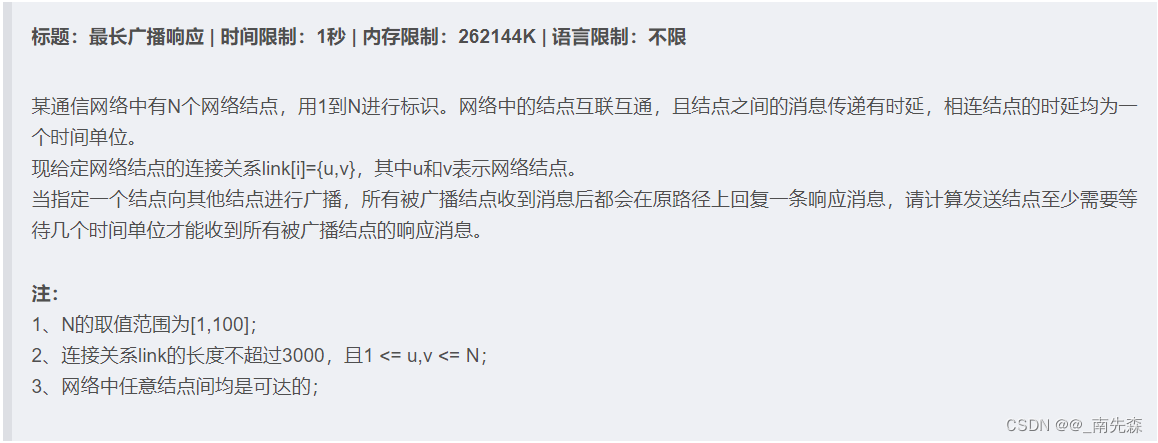 标题：最长广播响应 | 时间限制：1秒 | 内存限制：262144K | 语言限制：不限
某通信网络中有N个网络结点，用1到N进行标识。网络中的结点互联互通，且结点之间的消息传递有时延，相连结点的时延均为一
个时间单位。
现给定网络结点的连接关系link[i]={u,v}，其中u和v表示网络结点。
当指定一个结点向其他结点进行广播，所有被广播结点收到消息后都会在原路径上回复一条响应消息，请计算发送结点至少需要等
待几个时间单位才能收到所有被广播结点的响应消息。
注：
1、N的取值范围为[1,100];
2、连接关系link的长度不超过3000，且1 <= u,v <= N;
3、网络中任意结点间均是可达的;
CSDN @@_南先森